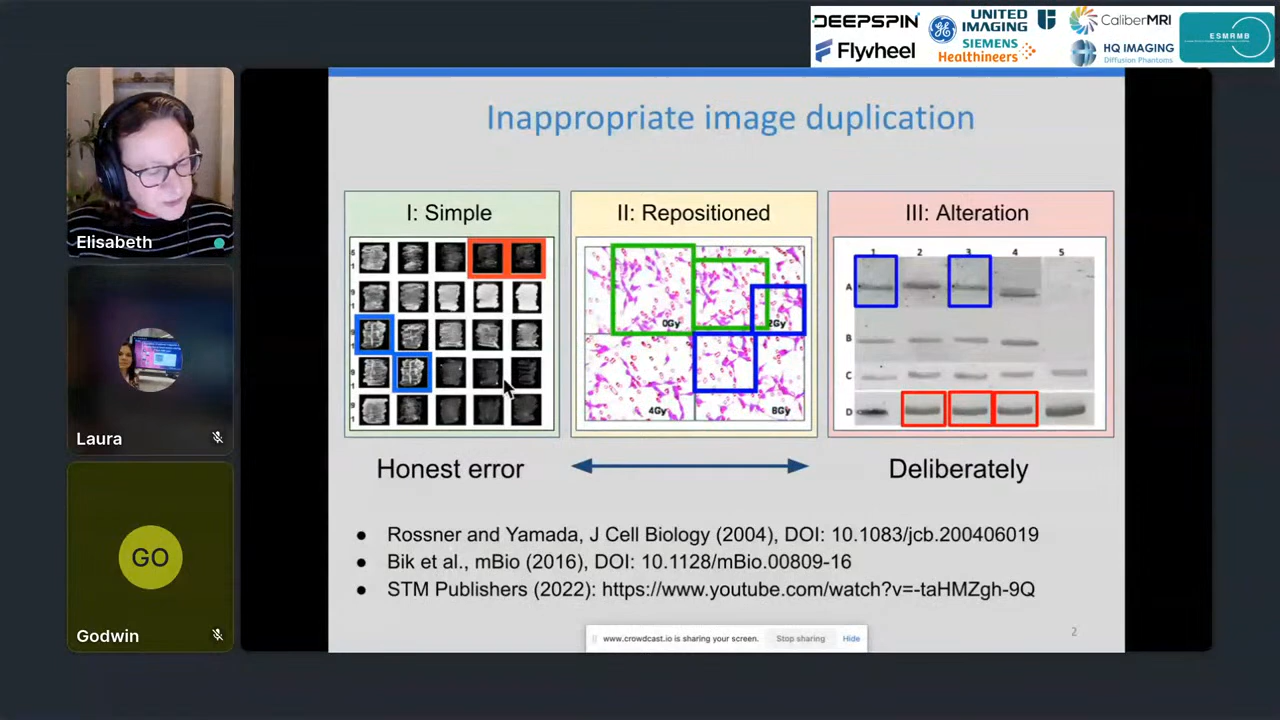 DEEPSPIN
UNITED
IMAGING
CaliberMRI
ESMRMB
Flyheel
SIEMENS
Healthineers
HQ IMAGING
Diffusion Phantoms
Inappropriate image duplication
I: Simple
II: Repositioned
III: Alteration
1 2 3 4 5
A
B
C
D
0Gy
2Gy
4Gy
8Gy
Elisabeth
Laura
GO
Godwin
Honest error
Deliberately
• Rossner and Yamada, J Cell Biology (2004), DOI: 10.1083/jcb.200406019
• Bik et al., mBio (2016), DOI: 10.1128/mBio.00809-16
• STM Publishers (2022): https://www.youtube.com/watch?v=-taHMZgh-9Q
2
www.crowdcast.io is sharing your screen.
Stop sharing
Hide